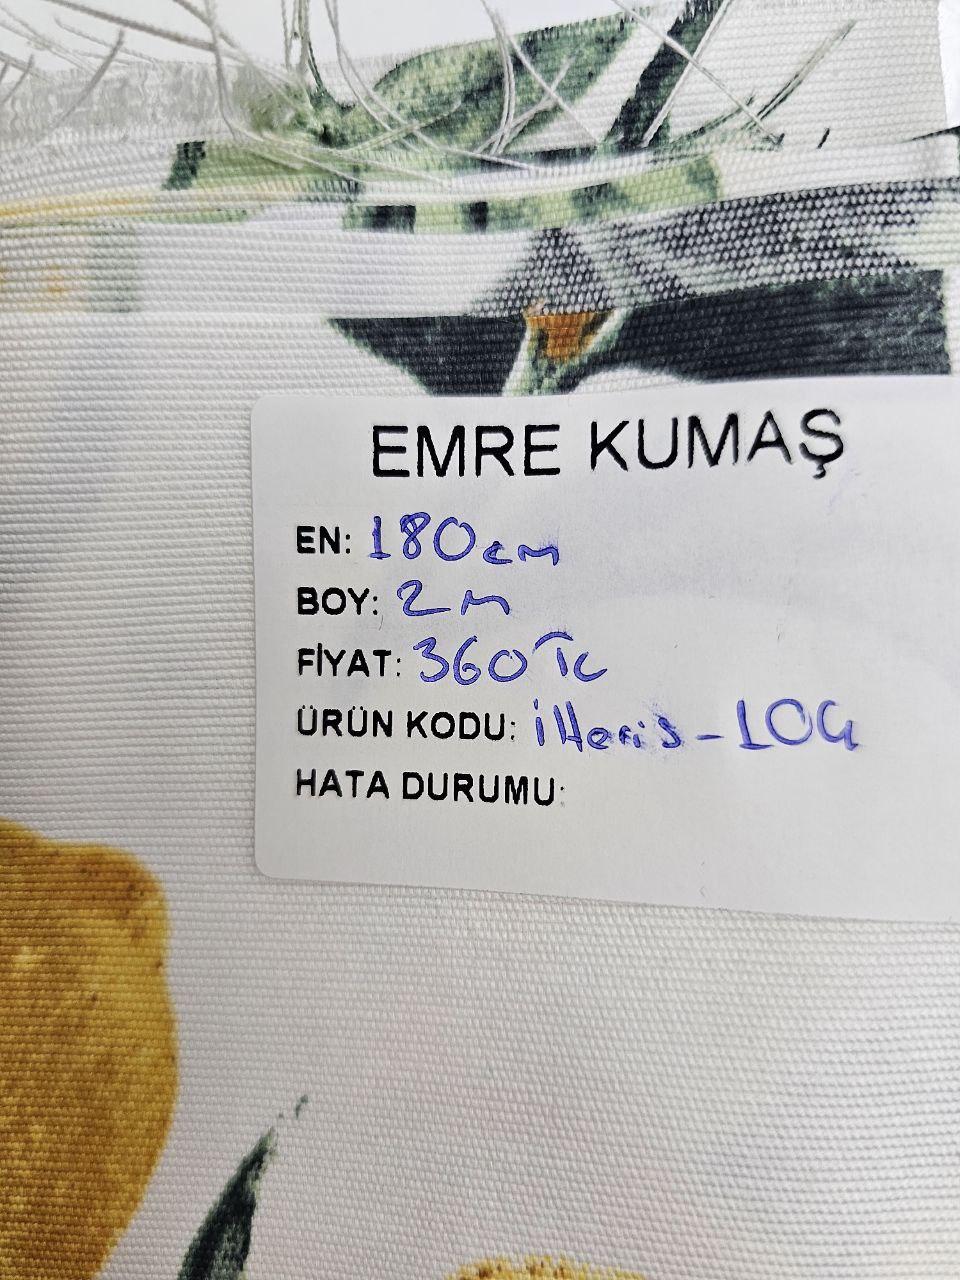 EMRE KUMAŞ
EN: 180cm
BOY: 2m
FİYAT: 360TL
ÜRÜN KODU: ilteris-104
HATA DURUMU: